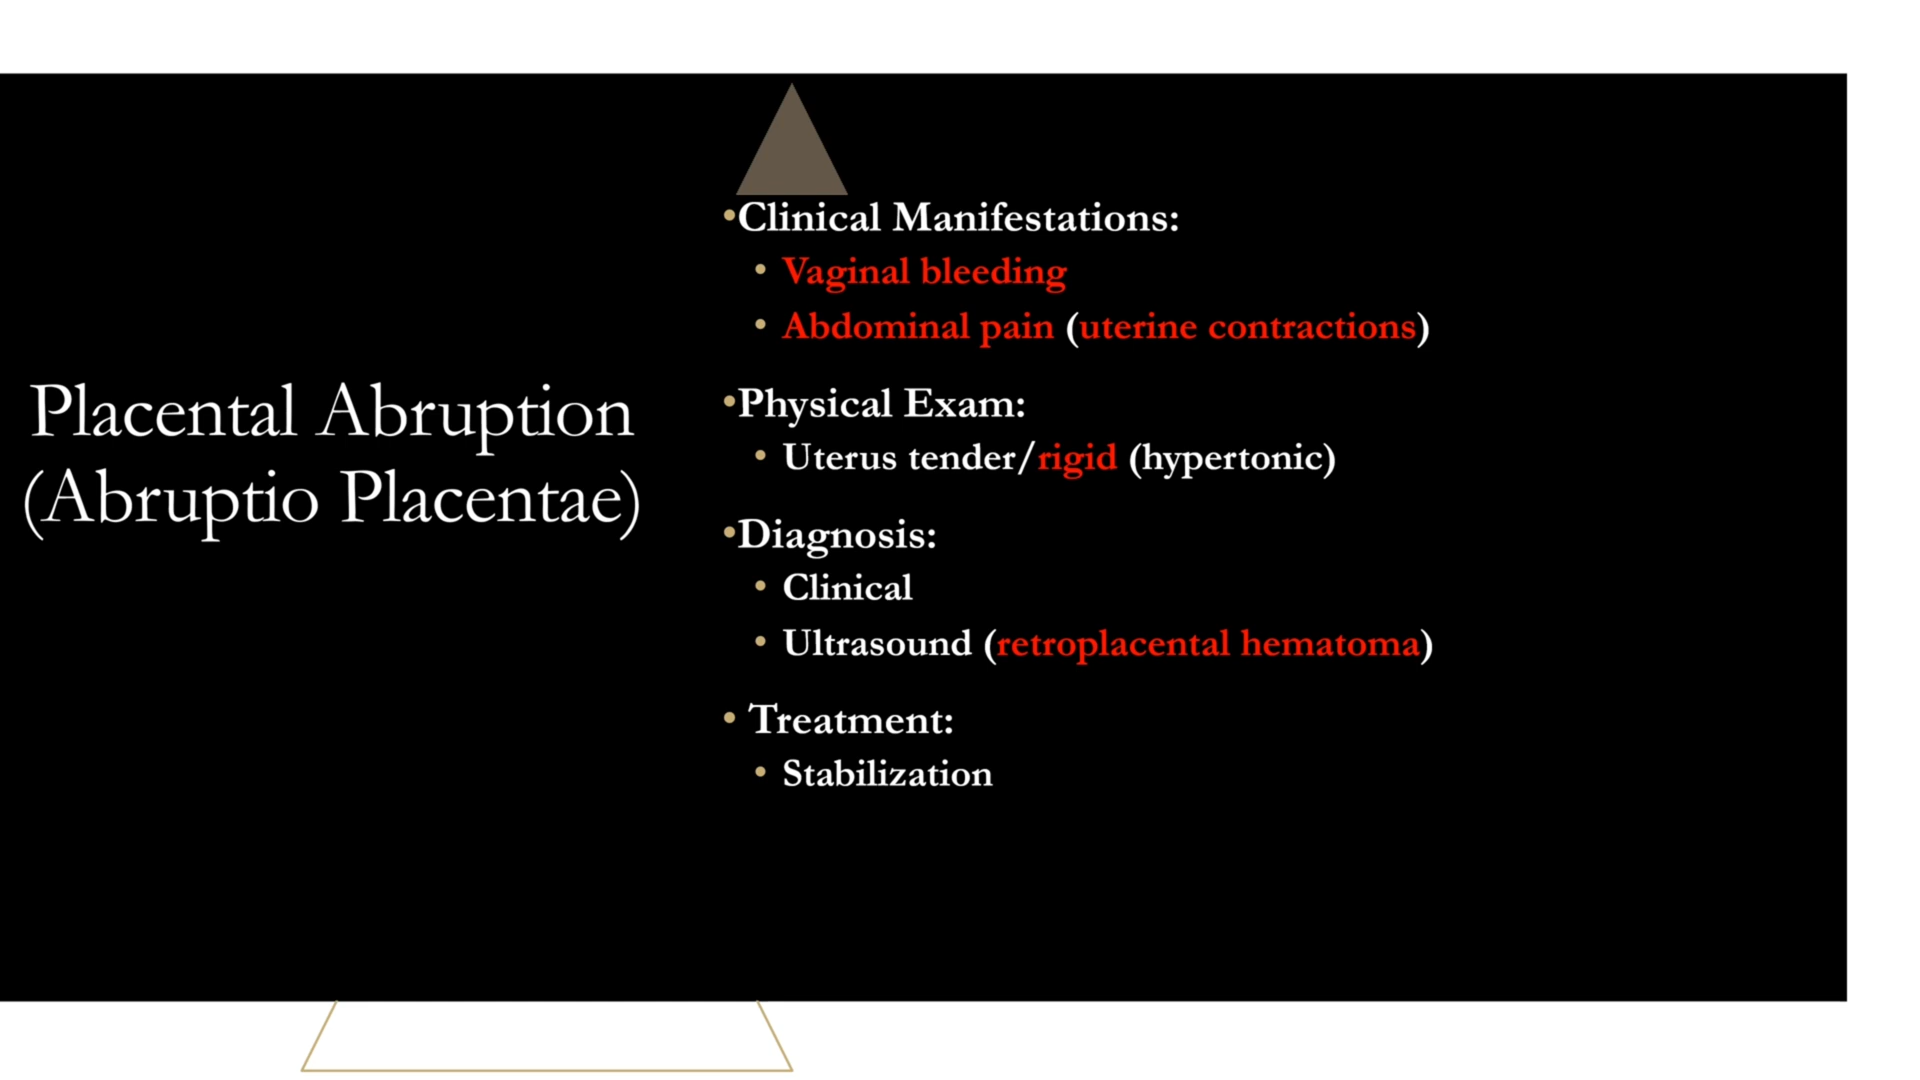 Placental Abruption
(Abruptio Placentae)
•Clinical Manifestations:
• Vaginal bleeding
• Abdominal pain (uterine contractions)
•Physical Exam:
• Uterus tender/rigid (hypertonic)
•Diagnosis:
• Clinical
• Ultrasound (retroplacental hematoma)
• Treatment:
• Stabilization